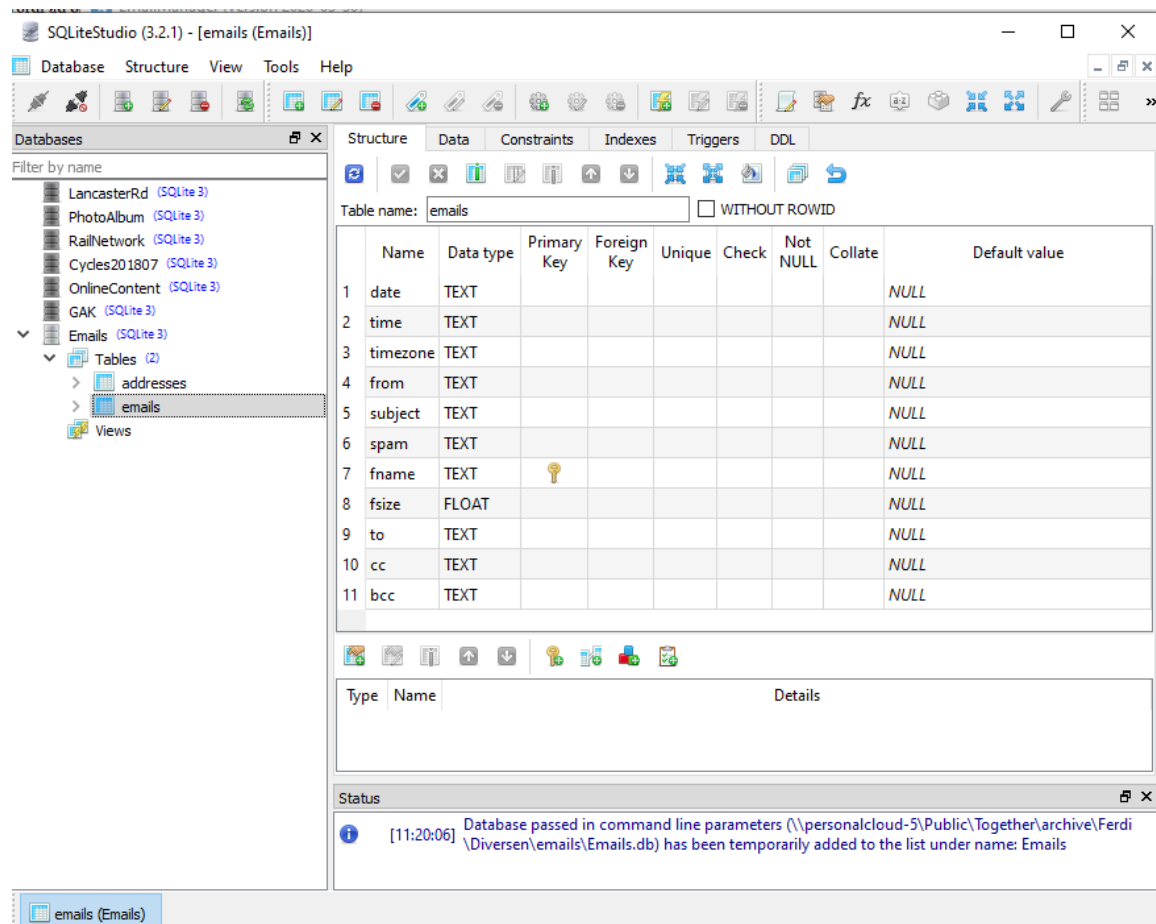 SQLiteStudio (3.2.1) - [emails (Emails)]
Database Structure View Tools Help
Databases
Filter by name
LancasterRd (SQLite 3)
PhotoAlbum (SQLite 3)
RailNetwork (SQLite 3)
Cycles201807 (SQLite 3)
OnlineContent (SQLite 3)
GAK (SQLite 3)
Emails (SQLite 3)
Tables (2)
addresses
emails
Views
Structure Data Constraints Indexes Triggers DDL
Table name: emails WITHOUT ROWID
Name Data type Primary Key Foreign Key Unique Check Not NULL Collate Default value
1 date TEXT NULL
2 time TEXT NULL
3 timezone TEXT NULL
4 from TEXT NULL
5 subject TEXT NULL
6 spam TEXT NULL
7 fname TEXT NULL
8 fsize FLOAT NULL
9 to TEXT NULL
10 cc TEXT NULL
11 bcc TEXT NULL
Type Name Details
Status
[11:20:06] Database passed in command line parameters (\\personalcloud-5\Public\Together\archive\Ferdi
\Diversen\emails\Emails.db) has been temporarily added to the list under name: Emails
emails (Emails)